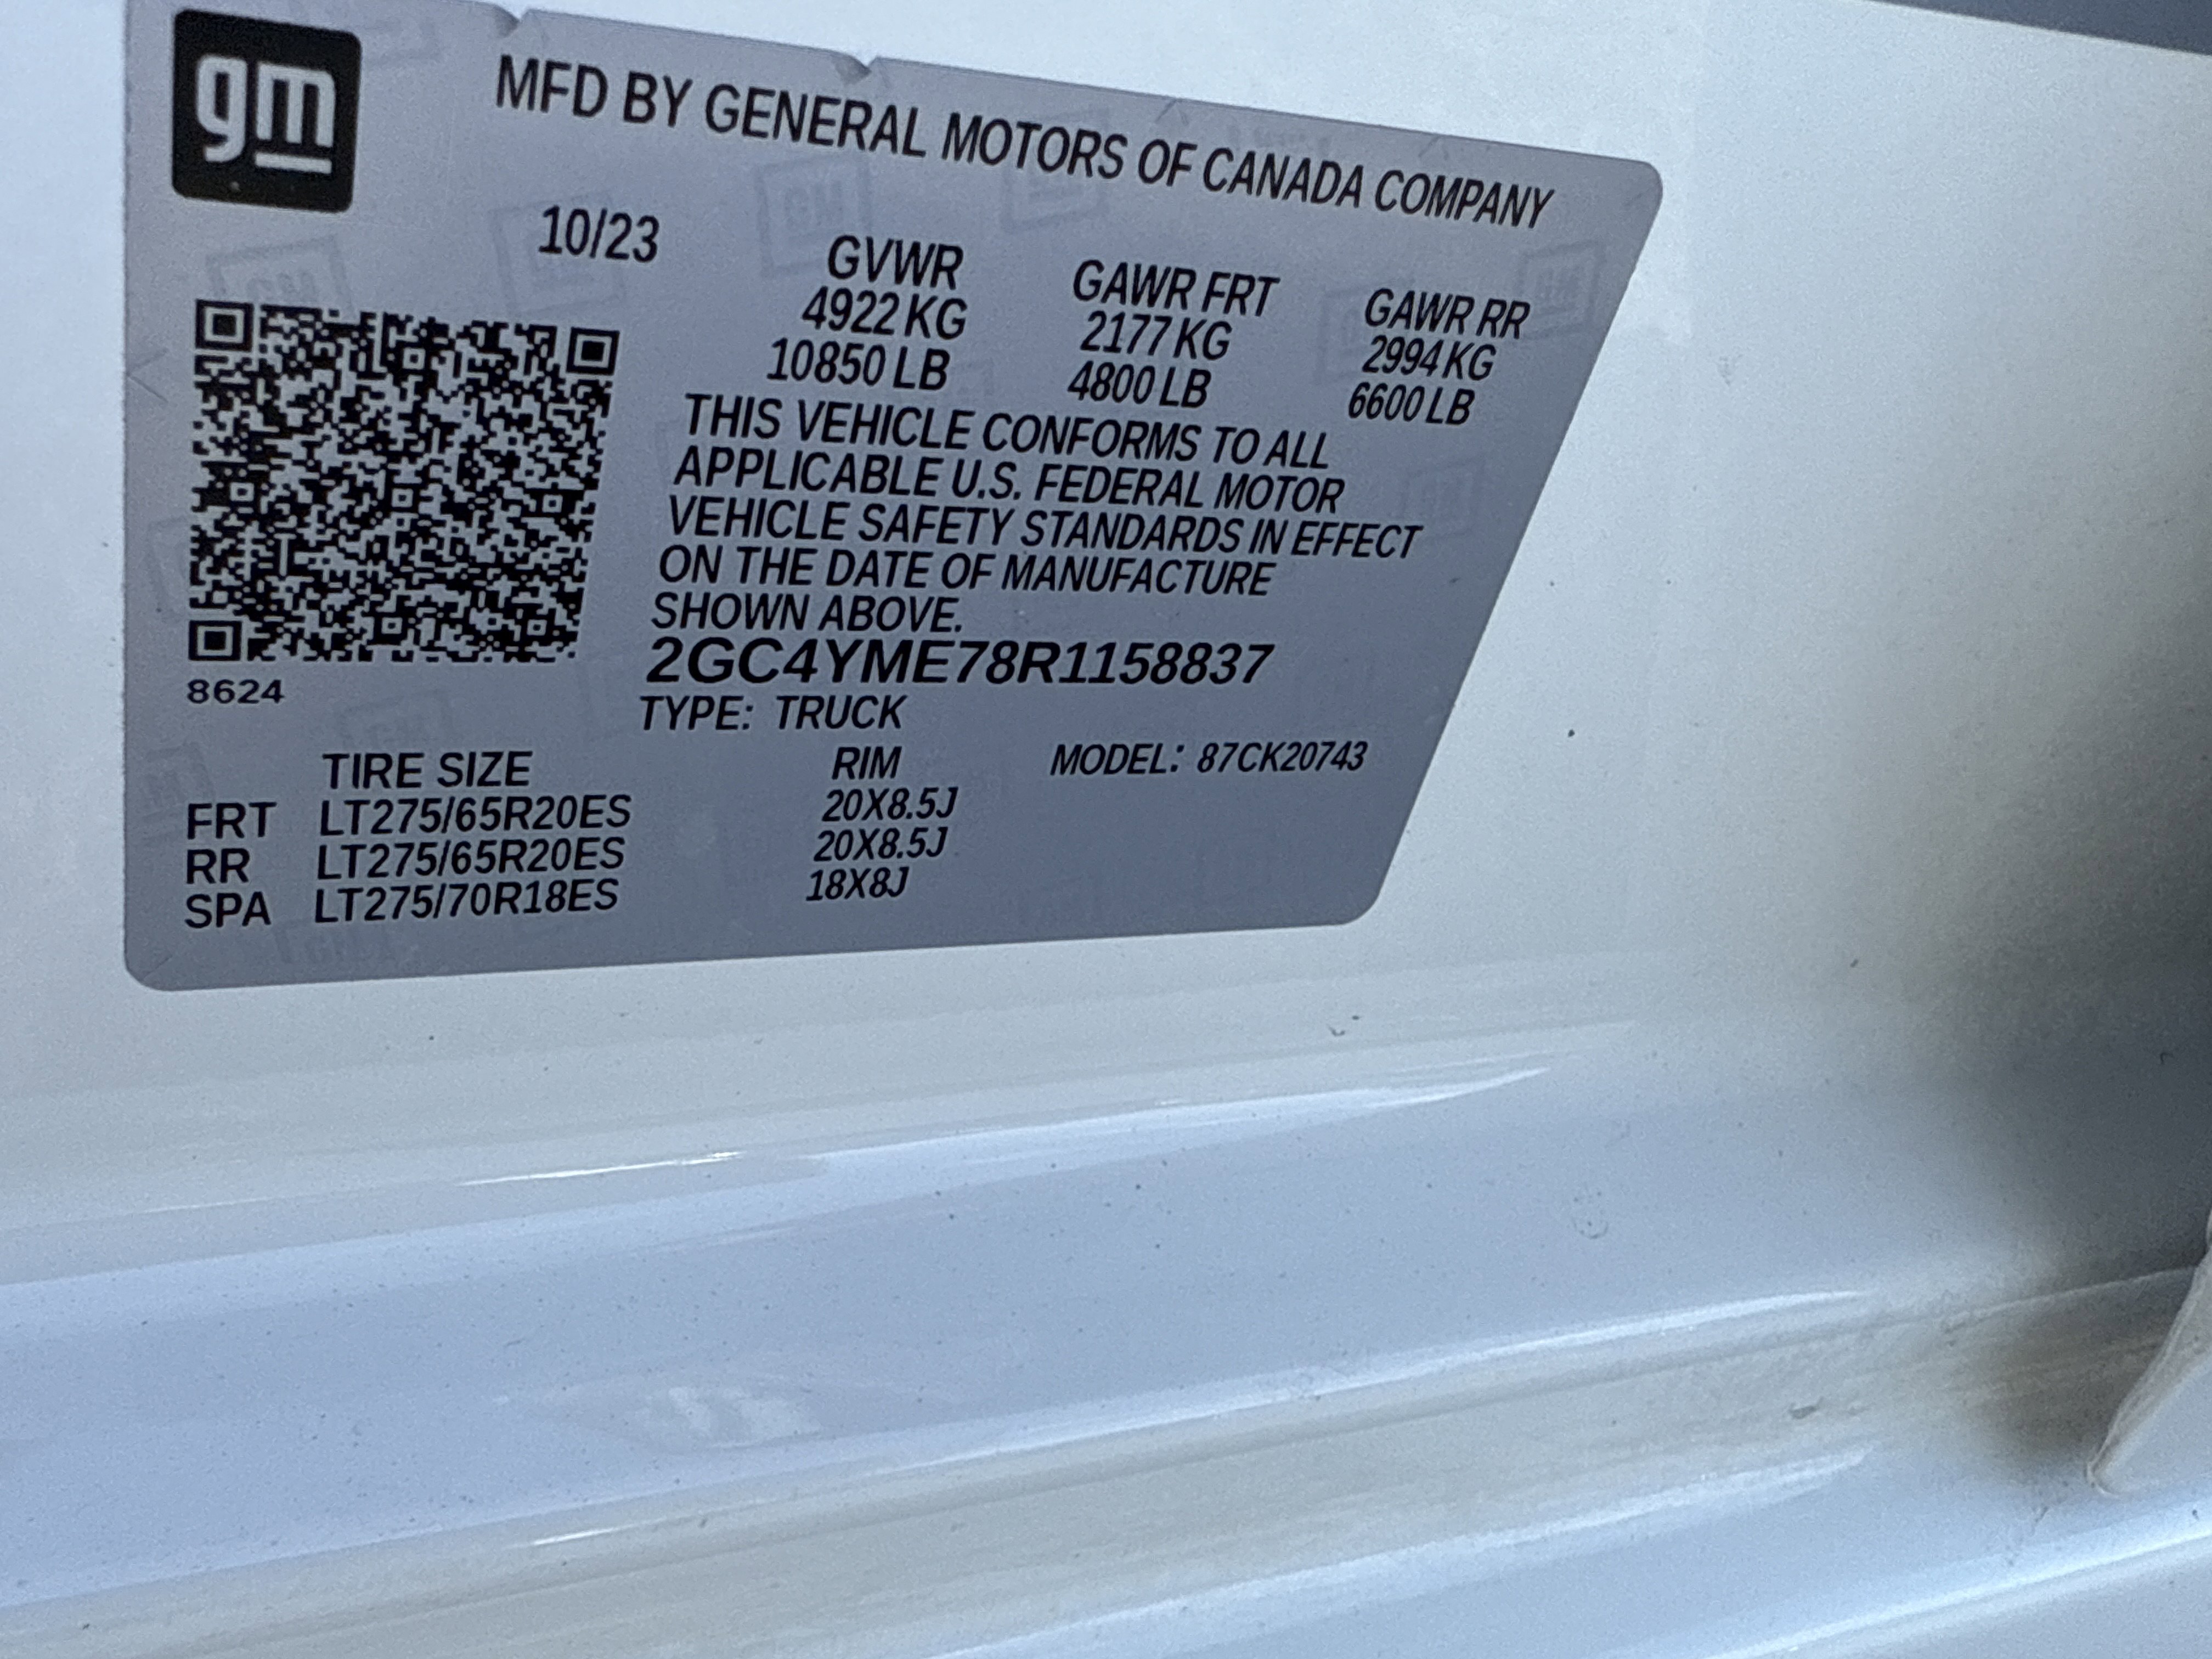 gm
MFD BY GENERAL MOTORS OF CANADA COMPANY
10/23
GVWR GAWR FRT GAWR RR
4922 KG 2177 KG 2994 KG
10850 LB 4800 LB 6600 LB
THIS VEHICLE CONFORMS TO ALL
APPLICABLE U.S. FEDERAL MOTOR
VEHICLE SAFETY STANDARDS IN EFFECT
ON THE DATE OF MANUFACTURE
SHOWN ABOVE.
2GC4YME78R1158837
8624
TYPE: TRUCK
TIRE SIZE RIM MODEL: 87CK20743
FRT LT275/65R20ES 20X8.5J
RR LT275/65R20ES 20X8.5J
SPA LT275/70R18ES 18X8J